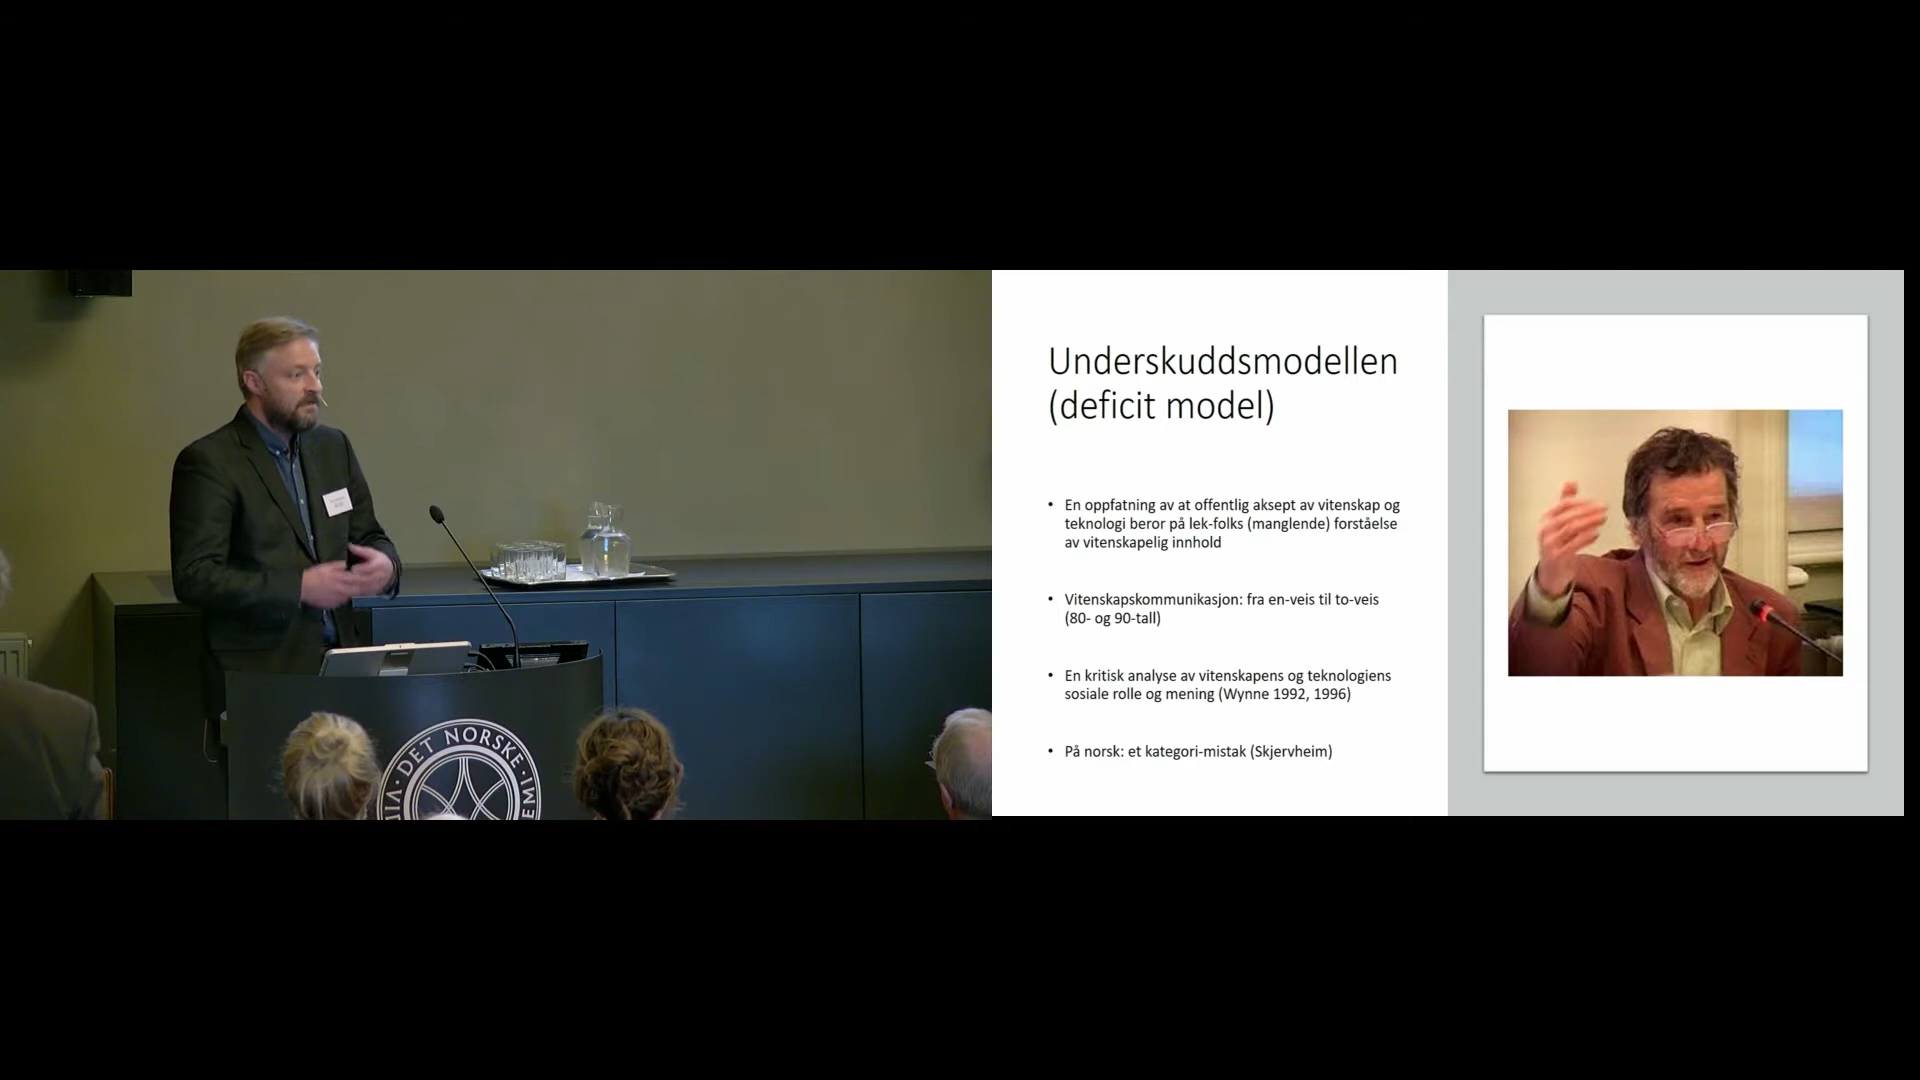 Underskuddsmodellen
(deficit model)
• En oppfatning av at offentlig aksept av vitenskap og
teknologi beror på lek-folks (manglende) forståelse
av vitenskapelig innhold
• Vitenskapskommunikasjon: fra en-veis til to-veis
(80- og 90-tall)
• En kritisk analyse av vitenskapens og teknologiens
sosiale rolle og mening (Wynne 1992, 1996)
• På norsk: et kategori-mistak (Skjervheim)
DET NORSKE